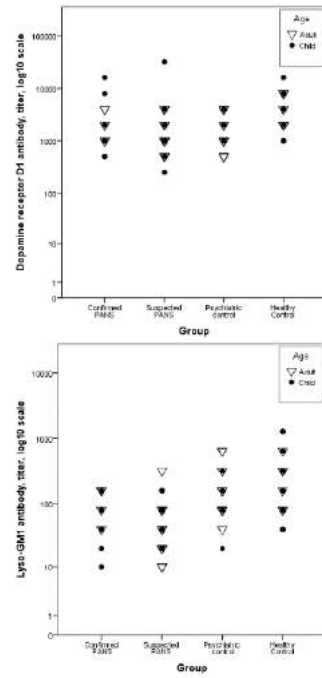 Age
Adult
Child
Dopamine receptor D1 antibody, titer, log10 scale
100000
10000
1000
100
10
1
0
Confirmed PANS
Suspected PANS
Psychiatric control
Healthy Control
Group
Age
Adult
Child
Lyso-GM1 antibody, titer, log10 scale
10000
1000
100
10
1
0
Confirmed PANS
Suspected PANS
Psychiatric control
Healthy Control
Group